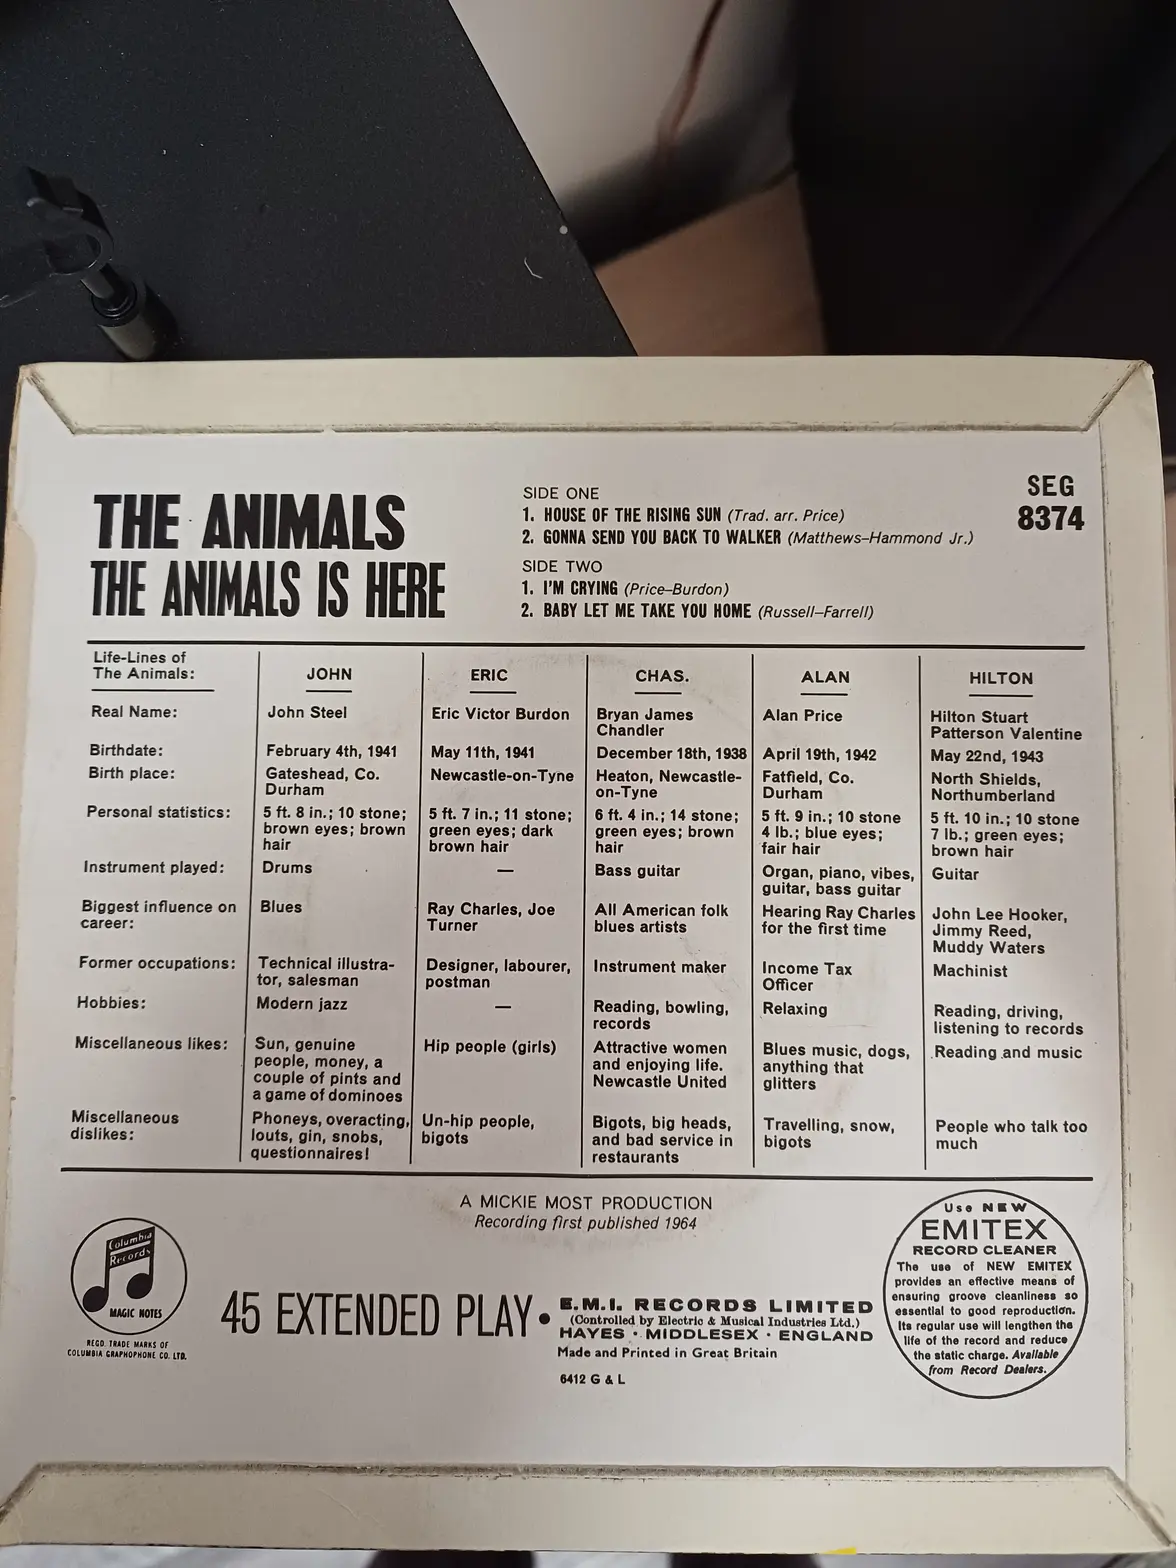 THE ANIMALS
THE ANIMALS IS HERE
SIDE ONE
1. HOUSE OF THE RISING SUN (Trad. arr. Price)
2. GONNA SEND YOU BACK TO WALKER (Matthews–Hammond Jr.)
SIDE TWO
1. I'M CRYING (Price–Burdon)
2. BABY LET ME TAKE YOU HOME (Russell–Farrell)
SEG
8374
Life-Lines of
The Animals:
JOHN
ERIC
CHAS.
ALAN
HILTON
Real Name:
John Steel
Eric Victor Burdon
Bryan James
Chandler
Alan Price
Hilton Stuart
Patterson Valentine
Birthdate:
February 4th, 1941
May 11th, 1941
December 18th, 1938
April 19th, 1942
May 22nd, 1943
Birth place:
Gateshead, Co.
Durham
Newcastle-on-Tyne
Heaton, Newcastle-
on-Tyne
Fatfield, Co.
Durham
North Shields,
Northumberland
Personal statistics:
5 ft. 8 in.; 10 stone;
brown eyes; brown
hair
5 ft. 7 in.; 11 stone;
green eyes; dark
brown hair
6 ft. 4 in.; 14 stone;
green eyes; brown
hair
5 ft. 9 in.; 10 stone
4 lb.; blue eyes;
fair hair
5 ft. 10 in.; 10 stone
7 lb.; green eyes;
brown hair
Instrument played:
Drums
—
Bass guitar
Organ, piano, vibes,
guitar, bass guitar
Guitar
Biggest influence on
career:
Blues
Ray Charles, Joe
Turner
All American folk
blues artists
Hearing Ray Charles
for the first time
John Lee Hooker,
Jimmy Reed,
Muddy Waters
Former occupations:
Technical illustra-
tor, salesman
Designer, labourer,
postman
Instrument maker
Income Tax
Officer
Machinist
Hobbies:
Modern jazz
—
Reading, bowling,
records
Relaxing
Reading, driving,
listening to records
Miscellaneous likes:
Sun, genuine
people, money, a
couple of pints and
a game of dominoes
Hip people (girls)
Attractive women
and enjoying life.
Newcastle United
Blues music, dogs,
anything that
glitters
Reading and music
Miscellaneous
dislikes:
Phoneys, overacting,
louts, gin, snobs,
questionnaires!
Un-hip people,
bigots
Bigots, big heads,
and bad service in
restaurants
Travelling, snow,
bigots
People who talk too
much
A MICKIE MOST PRODUCTION
Recording first published 1964
Columbia
Records
MAGIC NOTES
REGD. TRADE MARKS OF
COLUMBIA GRAPHOPHONE CO. LTD.
45 EXTENDED PLAY •
E.M.I. RECORDS LIMITED
(Controlled by Electric & Musical Industries Ltd.)
HAYES · MIDDLESEX · ENGLAND
Made and Printed in Great Britain
6412 G & L
Use NEW
EMITEX
RECORD CLEANER
The use of NEW EMITEX
provides an effective means of
ensuring groove cleanliness so
essential to good reproduction.
Its regular use will lengthen the
life of the record and reduce
the static charge. Available
from Record Dealers.